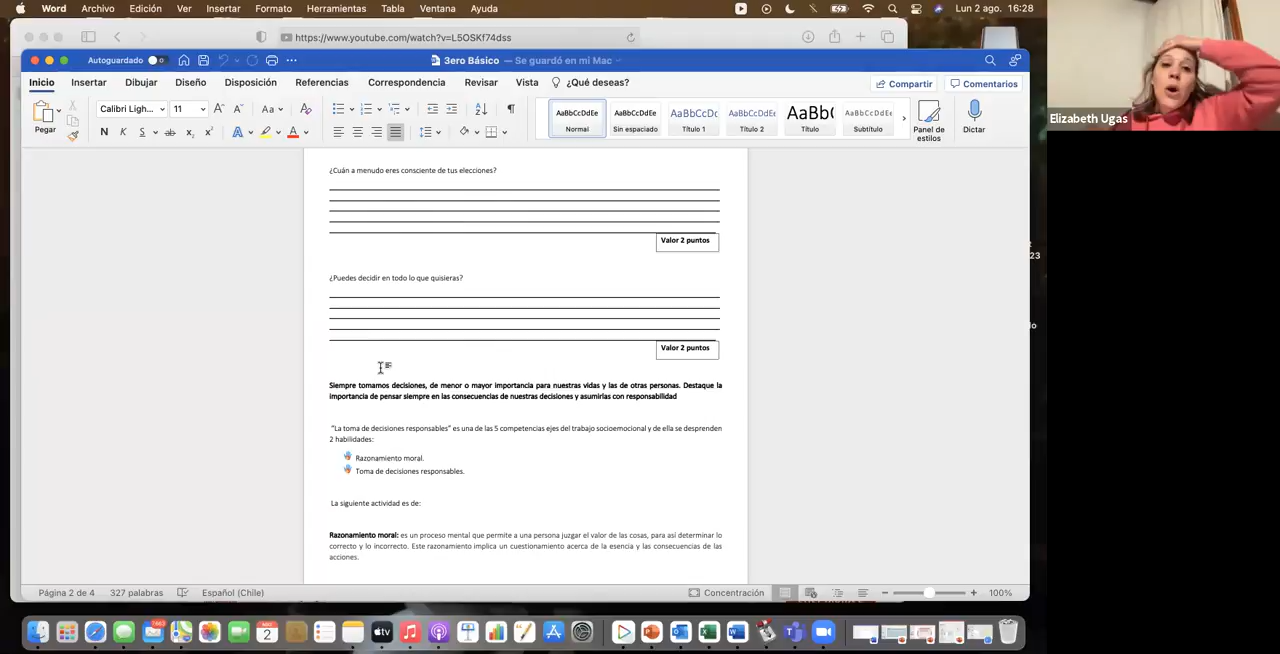 Word Archivo Edición Ver Insertar Formato Herramientas Tabla Ventana Ayuda
Lun 2 ago. 16:28
https://www.youtube.com/watch?v=L5OSKf74dss
Autoguardado
3ero Básico — Se guardó en mi Mac
Inicio Insertar Dibujar Diseño Disposición Referencias Correspondencia Revisar Vista ¿Qué deseas?
Compartir Comentarios
Pegar
Calibri Ligh... 11
AaBbCcDdEe Normal
AaBbCcDdEe Sin espaciado
AaBbCcDc Título 1
AaBbCcDdEe Título 2
AaBb( Título
AaBbCcDdEe Subtítulo
Panel de estilos
Dictar
Elizabeth Ugas
¿Cuán a menudo eres consciente de tus elecciones?
Valor 2 puntos
¿Puedes decidir en todo lo que quisieras?
Valor 2 puntos
Siempre tomamos decisiones, de menor o mayor importancia para nuestras vidas y las de otras personas. Destaque la
importancia de pensar siempre en las consecuencias de nuestras decisiones y asumirlas con responsabilidad
"La toma de decisiones responsables" es una de las 5 competencias ejes del trabajo socioemocional y de ella se desprenden
2 habilidades:
Razonamiento moral.
Toma de decisiones responsables.
La siguiente actividad es de:
Razonamiento moral: es un proceso mental que permite a una persona juzgar el valor de las cosas, para así determinar lo
correcto y lo incorrecto. Este razonamiento implica un cuestionamiento acerca de la esencia y las consecuencias de las
acciones.
Página 2 de 4 327 palabras Español (Chile)
Concentración 100%